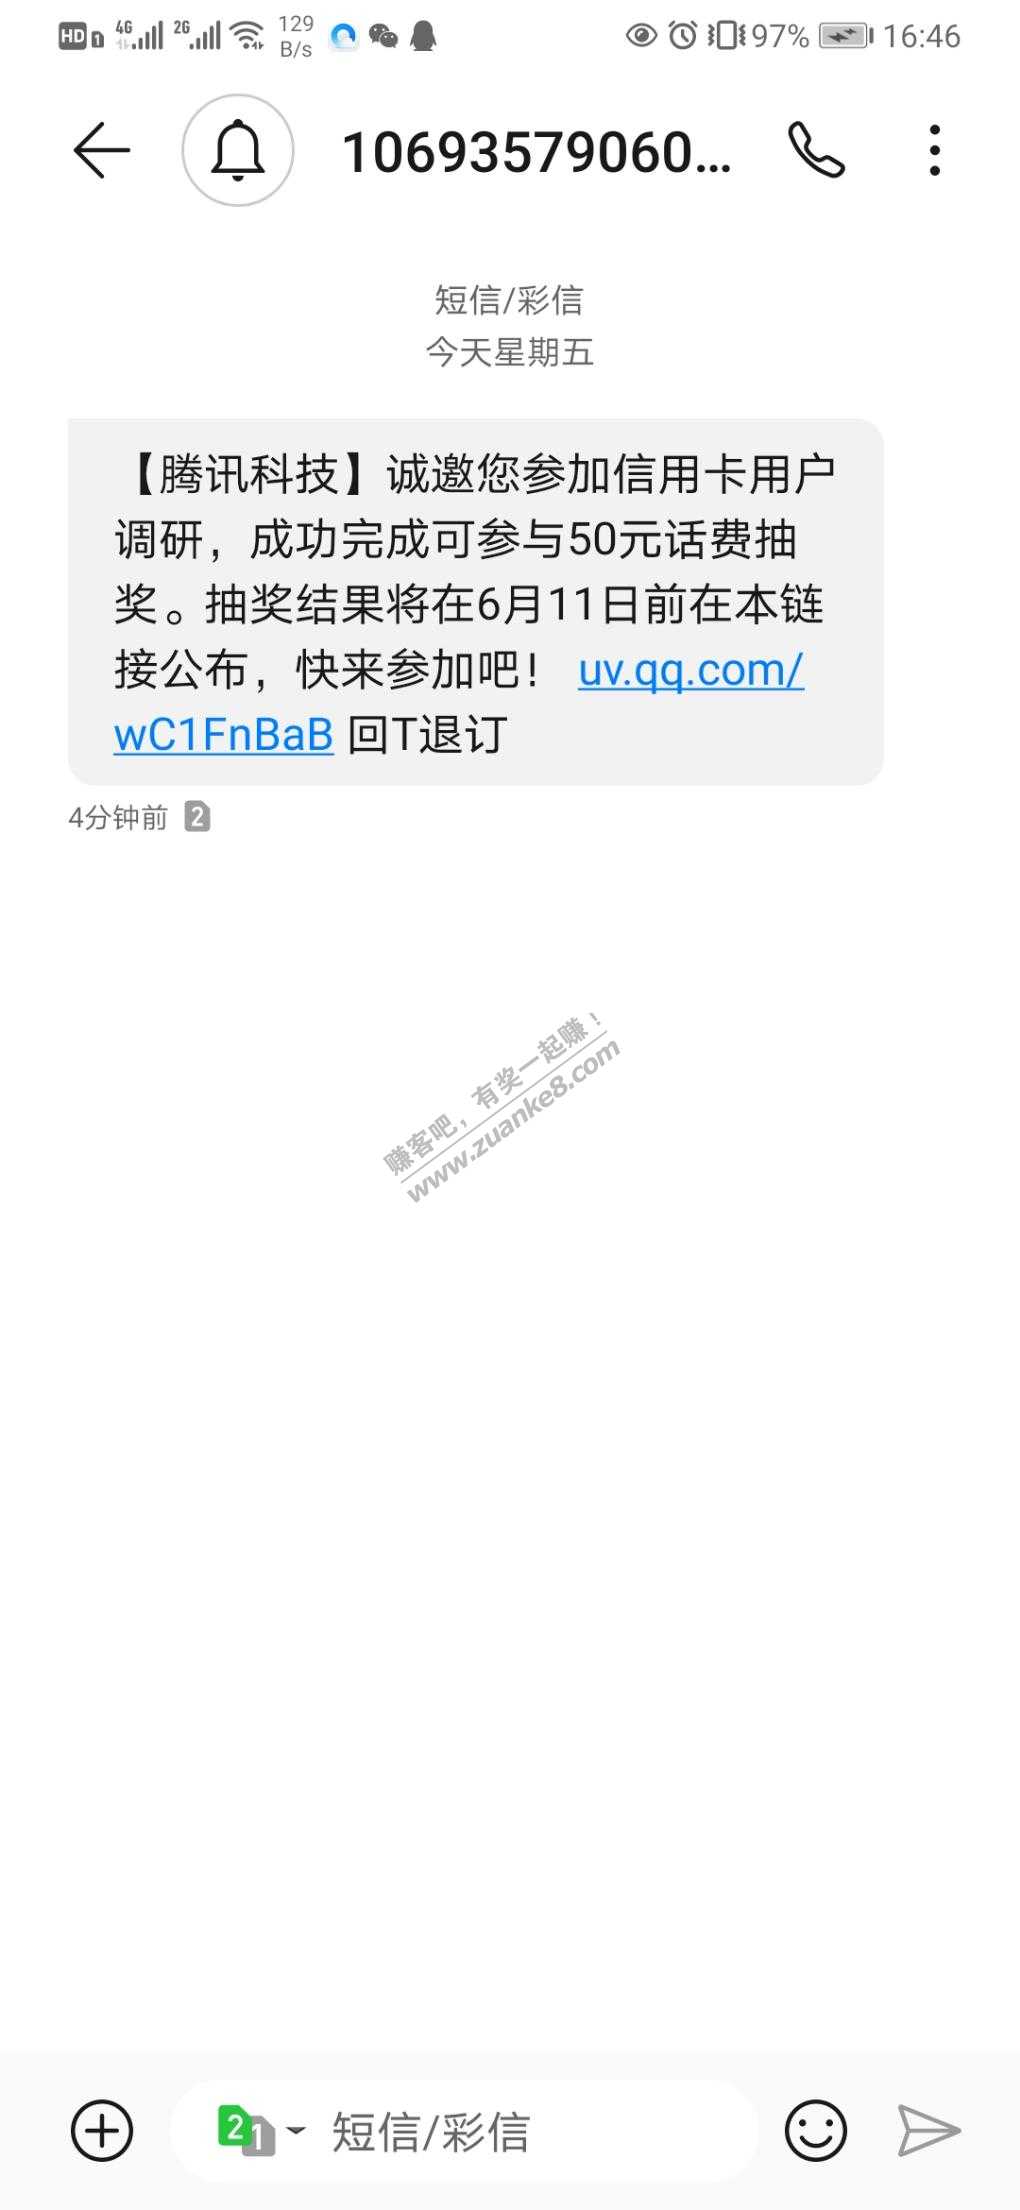 HD 1 4G 2G 129 B/s 97% 16:46
10693579060...
短信/彩信
今天星期五
【腾讯科技】诚邀您参加信用卡用户
调研，成功完成可参与50元话费抽
奖。抽奖结果将在6月11日前在本链
接公布，快来参加吧！ uv.qq.com/
wC1FnBaB 回T退订
4分钟前 2
赚客吧，有奖一起赚！
www.zuanke8.com
2 1 短信/彩信